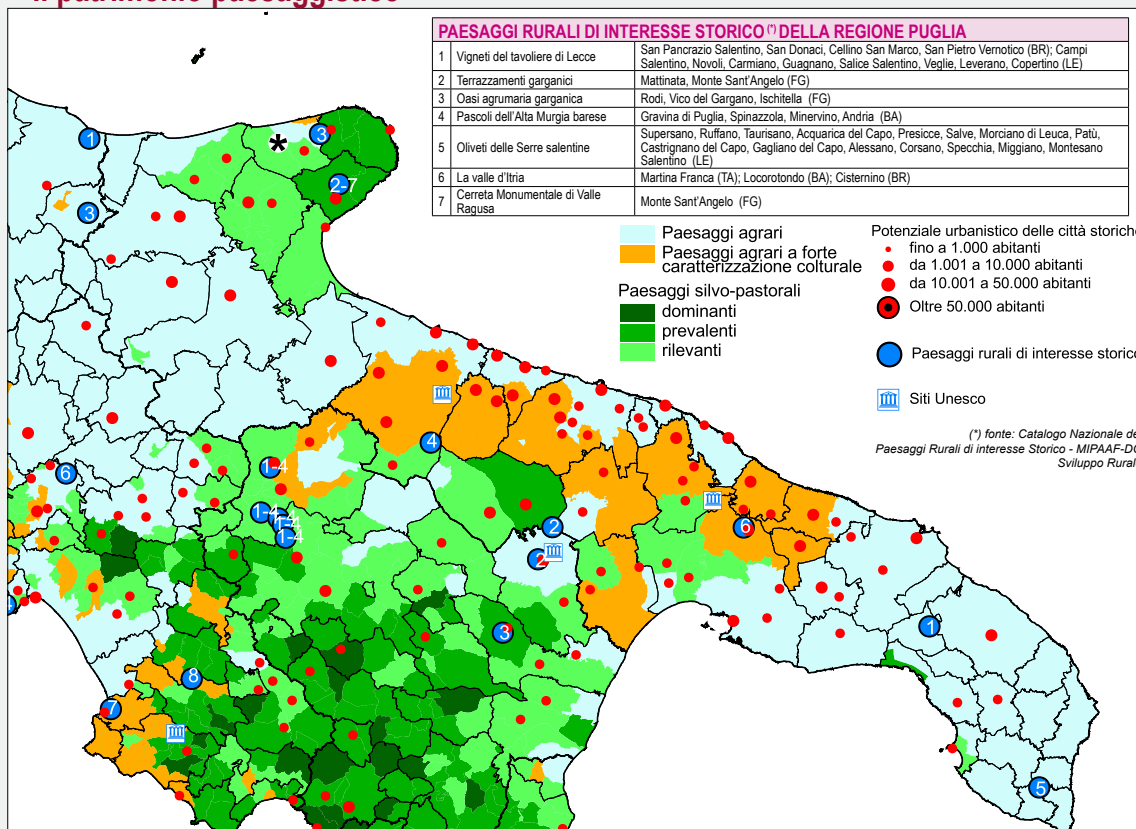 Il patrimonio paesaggistico
PAESAGGI RURALI DI INTERESSE STORICO (*) DELLA REGIONE PUGLIA
1 Vigneti del tavoliere di Lecce San Pancrazio Salentino, San Donaci, Cellino San Marco, San Pietro Vernotico (BR); Campi
Salentino, Novoli, Carmiano, Guagnano, Salice Salentino, Veglie, Leverano, Copertino (LE)
2 Terrazzamenti garganici Mattinata, Monte Sant'Angelo (FG)
3 Oasi agrumaria garganica Rodi, Vico del Gargano, Ischitella (FG)
4 Pascoli dell'Alta Murgia barese Gravina di Puglia, Spinazzola, Minervino, Andria (BA)
5 Oliveti delle Serre salentine Supersano, Ruffano, Taurisano, Acquarica del Capo, Presicce, Salve, Morciano di Leuca, Patù,
Castrignano del Capo, Gagliano del Capo, Alessano, Corsano, Specchia, Miggiano, Montesano
Salentino (LE)
6 La valle d'Itria Martina Franca (TA); Locorotondo (BA); Cisternino (BR)
7 Cerreta Monumentale di Valle
Ragusa Monte Sant'Angelo (FG)
Paesaggi agrari
Paesaggi agrari a forte
caratterizzazione colturale
Paesaggi silvo-pastorali
dominanti
prevalenti
rilevanti
Potenziale urbanistico delle città storiche
fino a 1.000 abitanti
da 1.001 a 10.000 abitanti
da 10.001 a 50.000 abitanti
Oltre 50.000 abitanti
Paesaggi rurali di interesse storico
Siti Unesco
(*) fonte: Catalogo Nazionale de
Paesaggi Rurali di interesse Storico - MIPAAF-DG
Sviluppo Rural
1
3
*
2-7
3
4
1-4
6
1-4
1-4
1-4
2
6
2
3
1
8
7
5